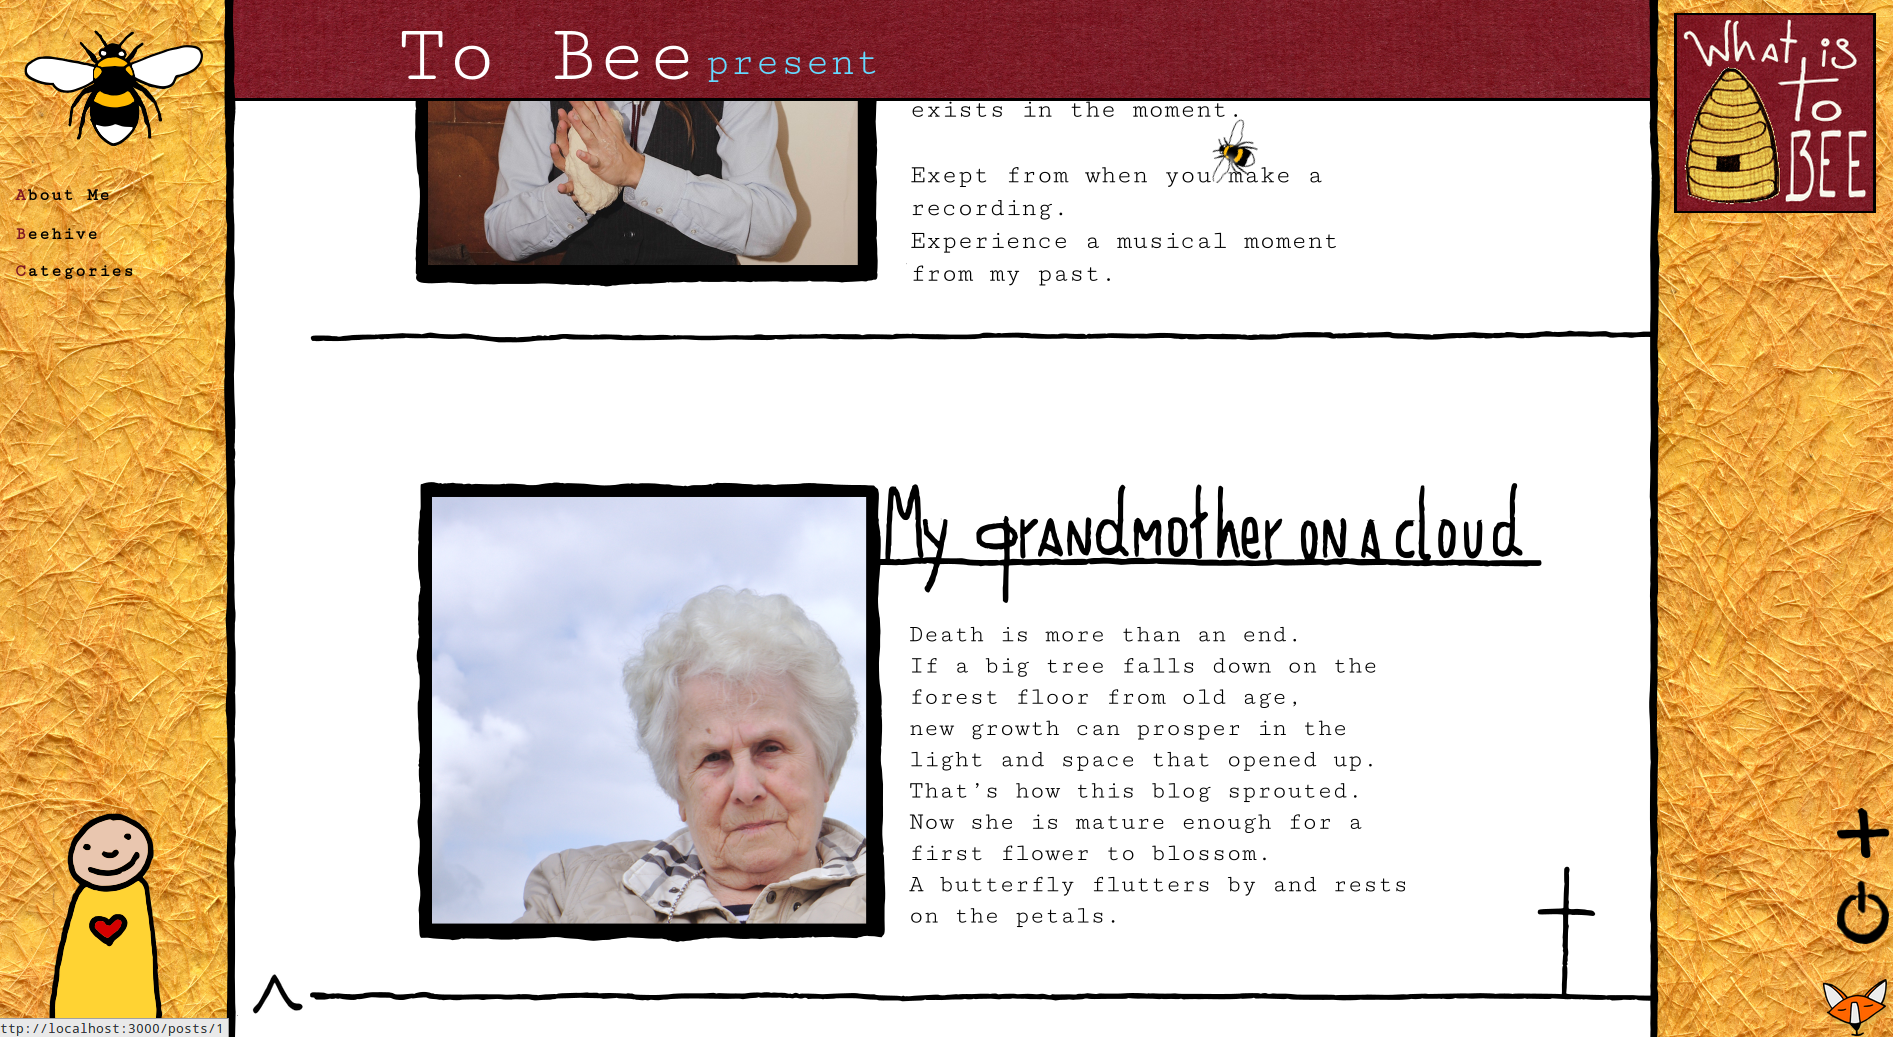 To Bee present
What is
To
BEE
About Me
Beehive
Categories
exists in the moment.
Exept from when you make a
recording.
Experience a musical moment
from my past.
My grandmother on a cloud
Death is more than an end.
If a big tree falls down on the
forest floor from old age,
new growth can prosper in the
light and space that opened up.
That's how this blog sprouted.
Now she is mature enough for a
first flower to blossom.
A butterfly flutters by and rests
on the petals.
ttp://localhost:3000/posts/1